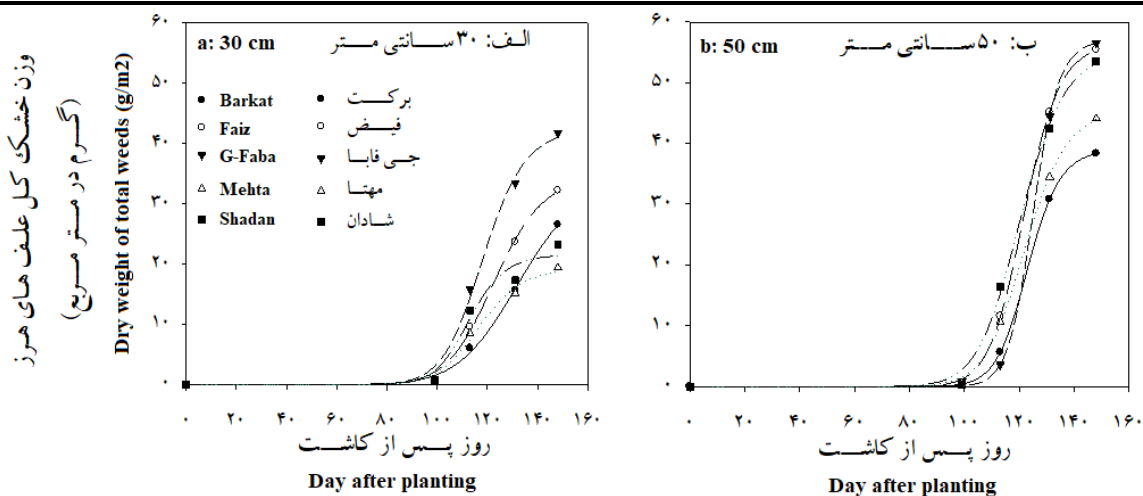 وزن خشک کل علف های هرز
(گرم در متر مربع)
Dry weight of total weeds (g/m2)
a: 30 cm
الف: ۳۰ سانتی متر
Barkat برکت
Faiz فیض
G-Faba جی فابا
Mehta مهتا
Shadan شادان
۶۰
۵۰
۴۰
۳۰
۲۰
۱۰
۰
۰ ۲۰ ۴۰ ۶۰ ۸۰ ۱۰۰ ۱۲۰ ۱۴۰ ۱۶۰
روز پس از کاشت
Day after planting
b: 50 cm
ب: ۵۰ سانتی متر
۶۰
۵۰
۴۰
۳۰
۲۰
۱۰
۰
۰ ۲۰ ۴۰ ۶۰ ۸۰ ۱۰۰ ۱۲۰ ۱۴۰ ۱۶۰
روز پس از کاشت
Day after planting